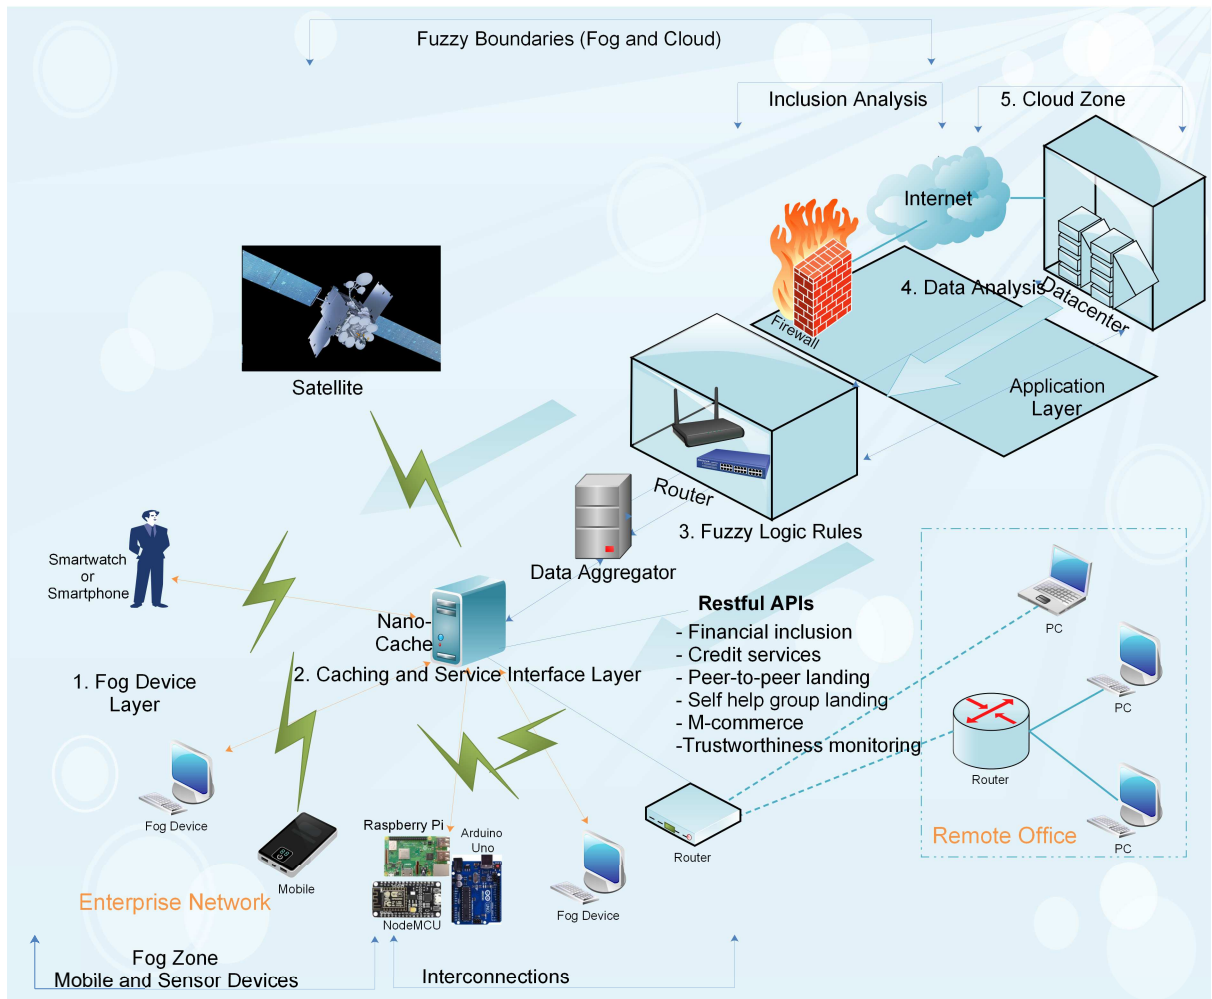 Fuzzy Boundaries (Fog and Cloud)
Inclusion Analysis
5. Cloud Zone
Internet
4. Data Analysis
Datacenter
Firewall
Application
Layer
Satellite
Router
3. Fuzzy Logic Rules
Data Aggregator
Smartwatch
or
Smartphone
Nano-
Cache
2. Caching and Service Interface Layer
1. Fog Device
Layer
Restful APIs
- Financial inclusion
- Credit services
- Peer-to-peer landing
- Self help group landing
- M-commerce
-Trustworthiness monitoring
PC
PC
Router
PC
Remote Office
Fog Device
Mobile
Raspberry Pi
Arduino
Uno
NodeMCU
Fog Device
Router
Enterprise Network
Fog Zone
Mobile and Sensor Devices
Interconnections